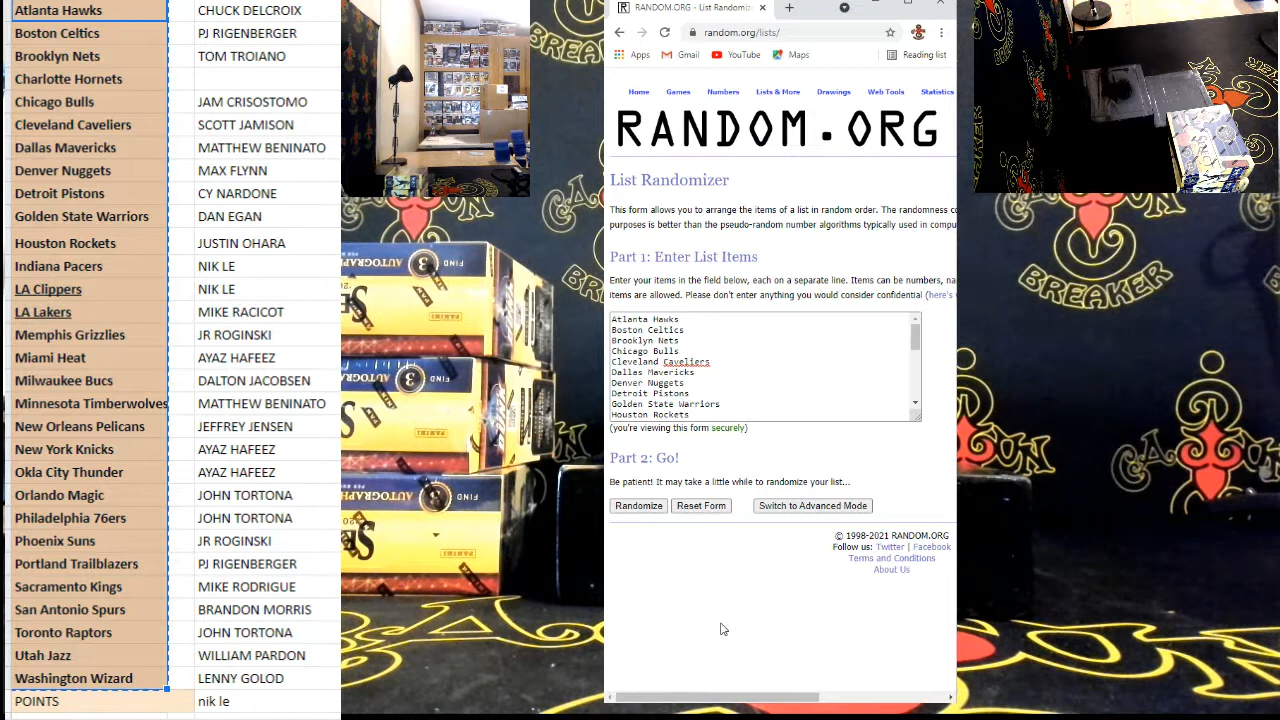 Atlanta Hawks CHUCK DELCROIX
Boston Celtics PJ RIGENBERGER
Brooklyn Nets TOM TROIANO
Charlotte Hornets
Chicago Bulls JAM CRISOSTOMO
Cleveland Caveliers SCOTT JAMISON
Dallas Mavericks MATTHEW BENINATO
Denver Nuggets MAX FLYNN
Detroit Pistons CY NARDONE
Golden State Warriors DAN EGAN
Houston Rockets JUSTIN OHARA
Indiana Pacers NIK LE
LA Clippers NIK LE
LA Lakers MIKE RACICOT
Memphis Grizzlies JR ROGINSKI
Miami Heat AYAZ HAFEEZ
Milwaukee Bucs DALTON JACOBSEN
Minnesota Timberwolves MATTHEW BENINATO
New Orleans Pelicans JEFFREY JENSEN
New York Knicks AYAZ HAFEEZ
Okla City Thunder AYAZ HAFEEZ
Orlando Magic JOHN TORTONA
Philadelphia 76ers JOHN TORTONA
Phoenix Suns JR ROGINSKI
Portland Trailblazers PJ RIGENBERGER
Sacramento Kings MIKE RODRIGUE
San Antonio Spurs BRANDON MORRIS
Toronto Raptors JOHN TORTONA
Utah Jazz WILLIAM PARDON
Washington Wizard LENNY GOLOD
POINTS nik le
FIND 3 AUTOGRAPH
PANINI
3 AUTOGRAPH
PANINI
3 AUTOGRAPH
PANINI
RANDOM.ORG - List Randomiz
random.org/lists/
Apps Gmail YouTube Maps Reading list
Home Games Numbers Lists & More Drawings Web Tools Statistics
RANDOM.ORG
List Randomizer
This form allows you to arrange the items of a list in random order. The randomness co
purposes is better than the pseudo-random number algorithms typically used in compu
Part 1: Enter List Items
Enter your items in the field below, each on a separate line. Items can be numbers, na
items are allowed. Please don't enter anything you would consider confidential (here's
Atlanta Hawks
Boston Celtics
Brooklyn Nets
Chicago Bulls
Cleveland Caveliers
Dallas Mavericks
Denver Nuggets
Detroit Pistons
Golden State Warriors
Houston Rockets
(you're viewing this form securely)
Part 2: Go!
Be patient! It may take a little while to randomize your list...
Randomize Reset Form Switch to Advanced Mode
© 1998-2021 RANDOM.ORG
Follow us: Twitter | Facebook
Terms and Conditions
About Us
BREAKER